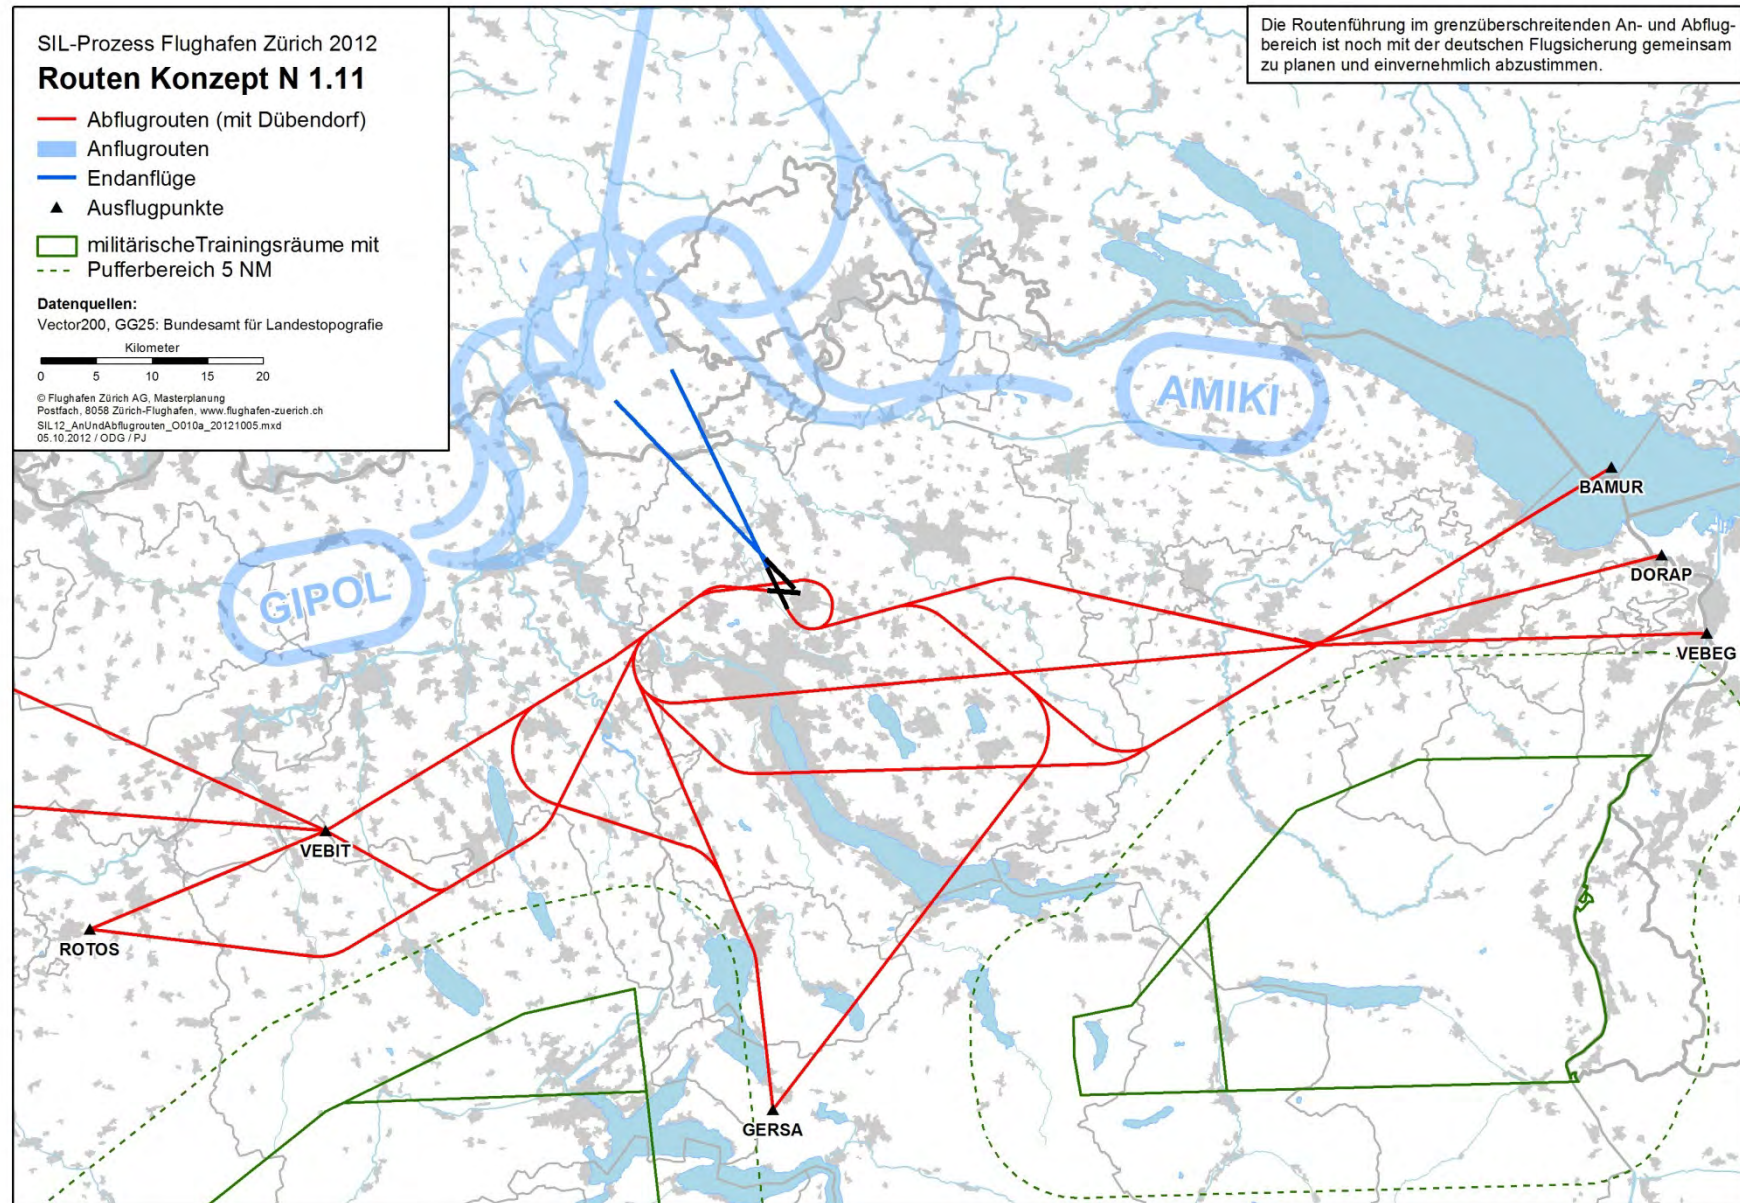 SIL-Prozess Flughafen Zürich 2012
Routen Konzept N 1.11
Abflugrouten (mit Dübendorf)
Anflugrouten
Endanflüge
Ausflugpunkte
militärischeTrainingsräume mit
Pufferbereich 5 NM
Datenquellen:
Vector200, GG25: Bundesamt für Landestopografie
Kilometer
0 5 10 15 20
© Flughafen Zürich AG, Masterplanung
Postfach, 8058 Zürich-Flughafen, www.flughafen-zuerich.ch
SIL12_AnUndAbflugrouten_O010a_20121005.mxd
05.10.2012 / ODG / PJ
Die Routenführung im grenzüberschreitenden An- und Abflug-
bereich ist noch mit der deutschen Flugsicherung gemeinsam
zu planen und einvernehmlich abzustimmen.
AMIKI
BAMUR
DORAP
GIPOL
VEBEG
VEBIT
ROTOS
GERSA